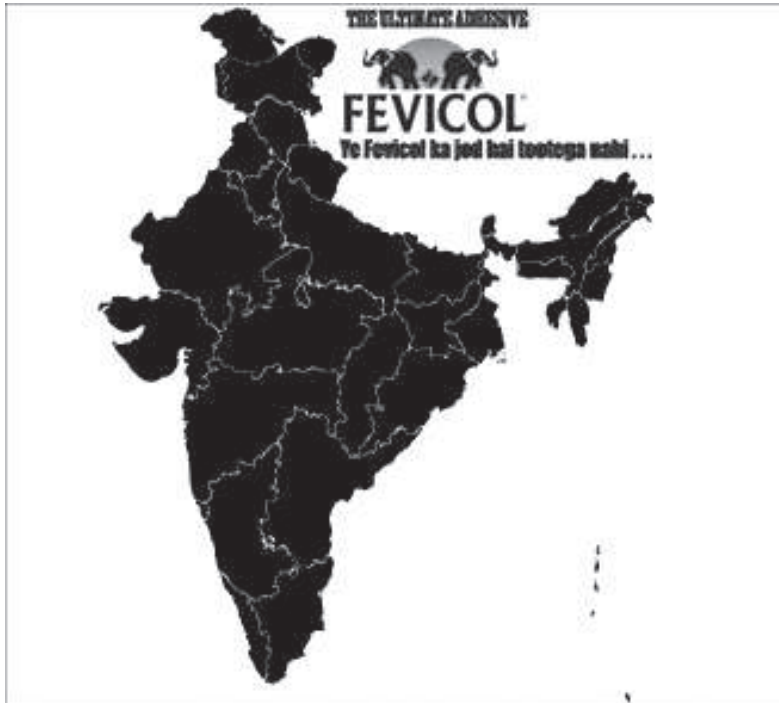 THE ULTIMATE ADHESIVE
FEVICOL
Ye Fevicol ka jod hai tootega nahi...